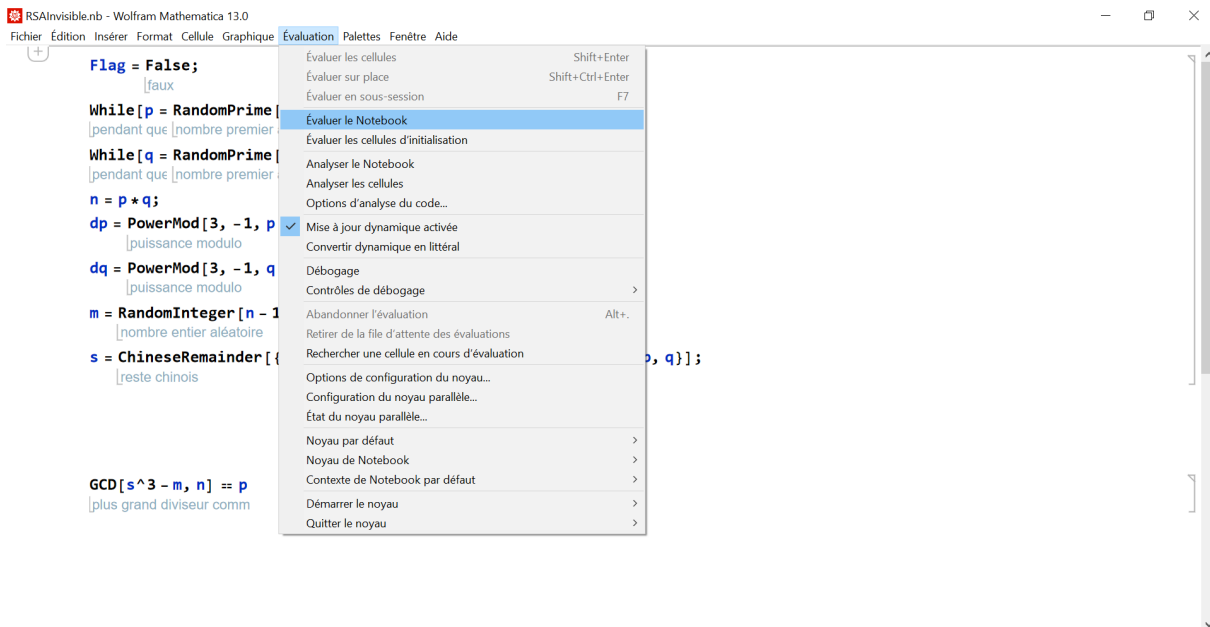 RSAInvisible.nb - Wolfram Mathematica 13.0
Fichier Édition Insérer Format Cellule Graphique Évaluation Palettes Fenêtre Aide
Flag = False;
faux
While[p = RandomPrime[
pendant que nombre premier
While[q = RandomPrime[
pendant que nombre premier
n = p * q;
dp = PowerMod[3, -1, p
puissance modulo
dq = PowerMod[3, -1, q
puissance modulo
m = RandomInteger[n - 1
nombre entier aléatoire
s = ChineseRemainder[{
, q}];
reste chinois
GCD[s^3 - m, n] == p
plus grand diviseur comm
Évaluer les cellules Shift+Enter
Évaluer sur place Shift+Ctrl+Enter
Évaluer en sous-session F7
Évaluer le Notebook
Évaluer les cellules d'initialisation
Analyser le Notebook
Analyser les cellules
Options d'analyse du code...
Mise à jour dynamique activée
Convertir dynamique en littéral
Débogage
Contrôles de débogage
Abandonner l'évaluation Alt+.
Retirer de la file d'attente des évaluations
Rechercher une cellule en cours d'évaluation
Options de configuration du noyau...
Configuration du noyau parallèle...
État du noyau parallèle...
Noyau par défaut
Noyau de Notebook
Contexte de Notebook par défaut
Démarrer le noyau
Quitter le noyau